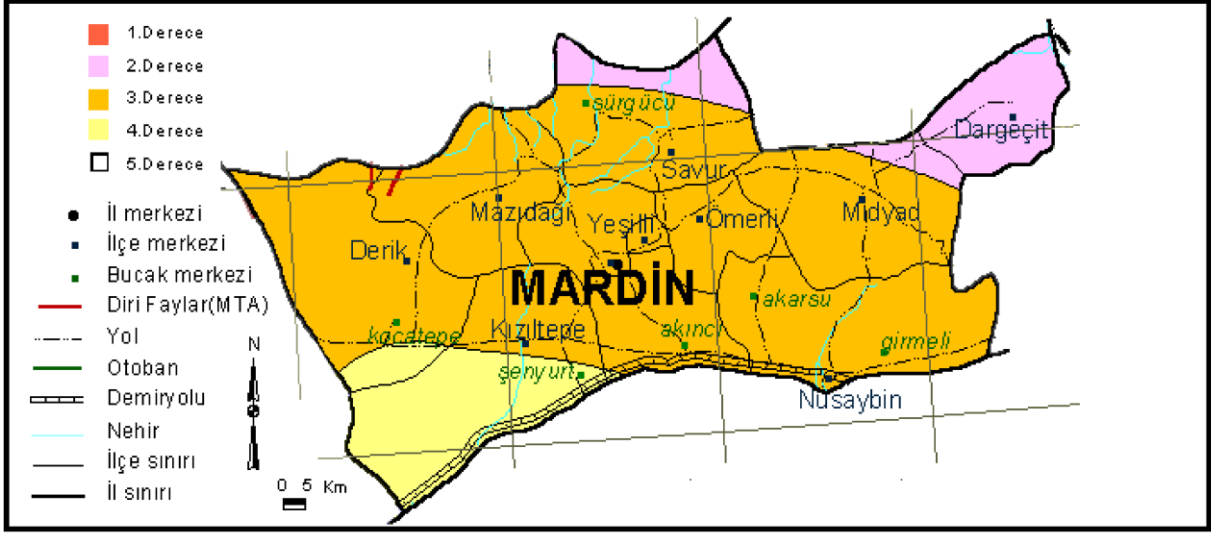 1.Derece
2.Derece
3.Derece
4.Derece
5.Derece
İl merkezi
İlçe merkezi
Bucak merkezi
Diri Faylar(MTA)
Yol
Otoban
Demiryolu
Nehir
İlçe sınırı
İl sınırı
N
0 5 Km
sürgücü
Dargeçit
Savur
Mazıdağı
Yeşilli
Ömerli
Midyad
Derik
MARDİN
akarsu
kocatepe
Kızıltepe
akıncı
girmeli
şenyurt
Nusaybin